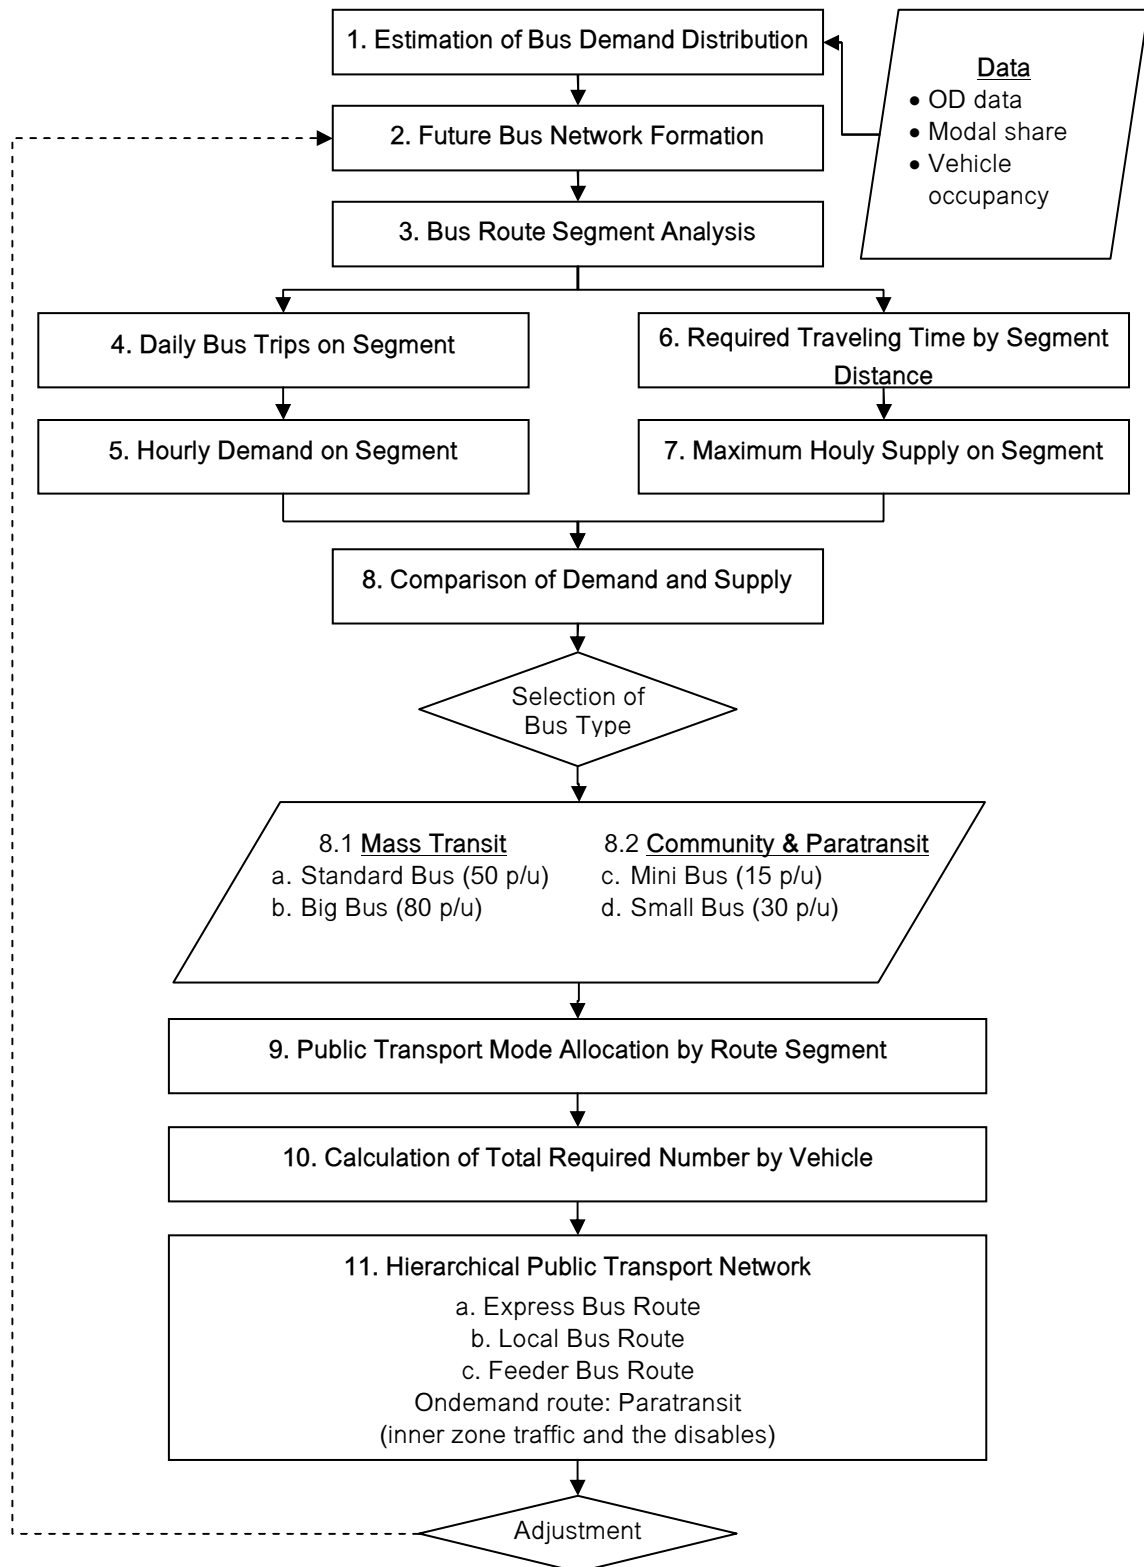 1. Estimation of Bus Demand Distribution
Data
• OD data
• Modal share
• Vehicle
occupancy
2. Future Bus Network Formation
3. Bus Route Segment Analysis
4. Daily Bus Trips on Segment
6. Required Traveling Time by Segment
Distance
5. Hourly Demand on Segment
7. Maximum Houly Supply on Segment
8. Comparison of Demand and Supply
Selection of
Bus Type
8.1 Mass Transit
a. Standard Bus (50 p/u)
b. Big Bus (80 p/u)
8.2 Community & Paratransit
c. Mini Bus (15 p/u)
d. Small Bus (30 p/u)
9. Public Transport Mode Allocation by Route Segment
10. Calculation of Total Required Number by Vehicle
11. Hierarchical Public Transport Network
a. Express Bus Route
b. Local Bus Route
c. Feeder Bus Route
Ondemand route: Paratransit
(inner zone traffic and the disables)
Adjustment